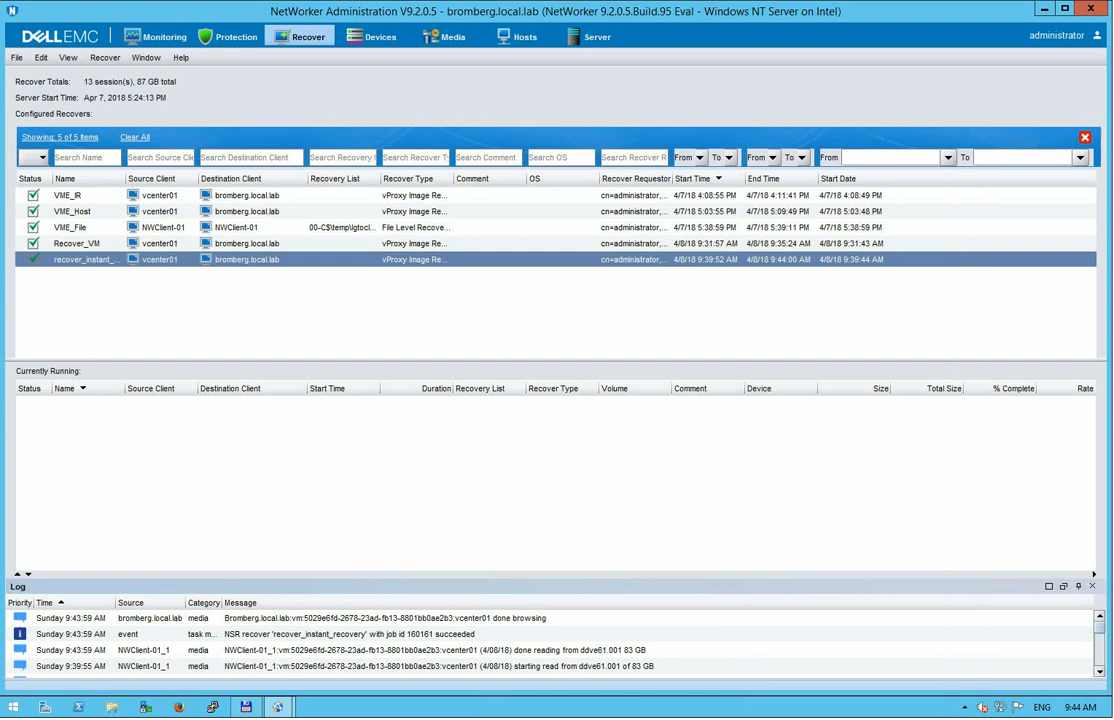 NetWorker Administration V9.2.0.5 - bromberg.local.lab (NetWorker 9.2.0.5.Build.95 Eval - Windows NT Server on Intel)
DELLEMC Monitoring Protection Recover Devices Media Hosts Server administrator
File Edit View Recover Window Help
Recover Totals: 13 session(s), 87 GB total
Server Start Time: Apr 7, 2018 5:24:13 PM
Configured Recovers:
Showing: 5 of 5 Items Clear All
Search Name Search Source Clie Search Destination Client Search Recovery L Search Recover Ty Search Comment Search OS Search Recover R From To From To From To
Status Name Source Client Destination Client Recovery List Recover Type Comment OS Recover Requestor Start Time End Time Start Date
VME_IR vcenter01 bromberg.local.lab vProxy Image Re... cn=administrator,... 4/7/18 4:08:55 PM 4/7/18 4:11:41 PM 4/7/18 4:08:49 PM
VME_Host vcenter01 bromberg.local.lab vProxy Image Re... cn=administrator,... 4/7/18 5:03:55 PM 4/7/18 5:09:49 PM 4/7/18 5:03:48 PM
VME_File NWClient-01 NWClient-01 00-C$\temp\lgtocl... File Level Recove... cn=administrator,... 4/7/18 5:38:59 PM 4/7/18 5:39:11 PM 4/7/18 5:38:59 PM
Recover_VM vcenter01 bromberg.local.lab vProxy Image Re... cn=administrator,... 4/8/18 9:31:57 AM 4/8/18 9:35:24 AM 4/8/18 9:31:43 AM
recover_instant_... vcenter01 bromberg.local.lab vProxy Image Re... cn=administrator,... 4/8/18 9:39:52 AM 4/8/18 9:44:00 AM 4/8/18 9:39:44 AM
Currently Running:
Status Name Source Client Destination Client Start Time Duration Recovery List Recover Type Volume Comment Device Size Total Size % Complete Rate
Log
Priority Time Source Category Message
Sunday 9:43:59 AM bromberg.local.lab media Bromberg.local.lab:vm:5029e6fd-2678-23ad-fb13-8801bb0ae2b3:vcenter01 done browsing
Sunday 9:43:59 AM event task m... NSR recover 'recover_instant_recovery' with job id 160161 succeeded
Sunday 9:43:59 AM NWClient-01_1 media NWClient-01_1:vm:5029e6fd-2678-23ad-fb13-8801bb0ae2b3:vcenter01 (4/08/18) done reading from ddve61.001 83 GB
Sunday 9:39:55 AM NWClient-01_1 media NWClient-01_1:vm:5029e6fd-2678-23ad-fb13-8801bb0ae2b3:vcenter01 (4/08/18) starting read from ddve61.001 of 83 GB
ENG 9:44 AM